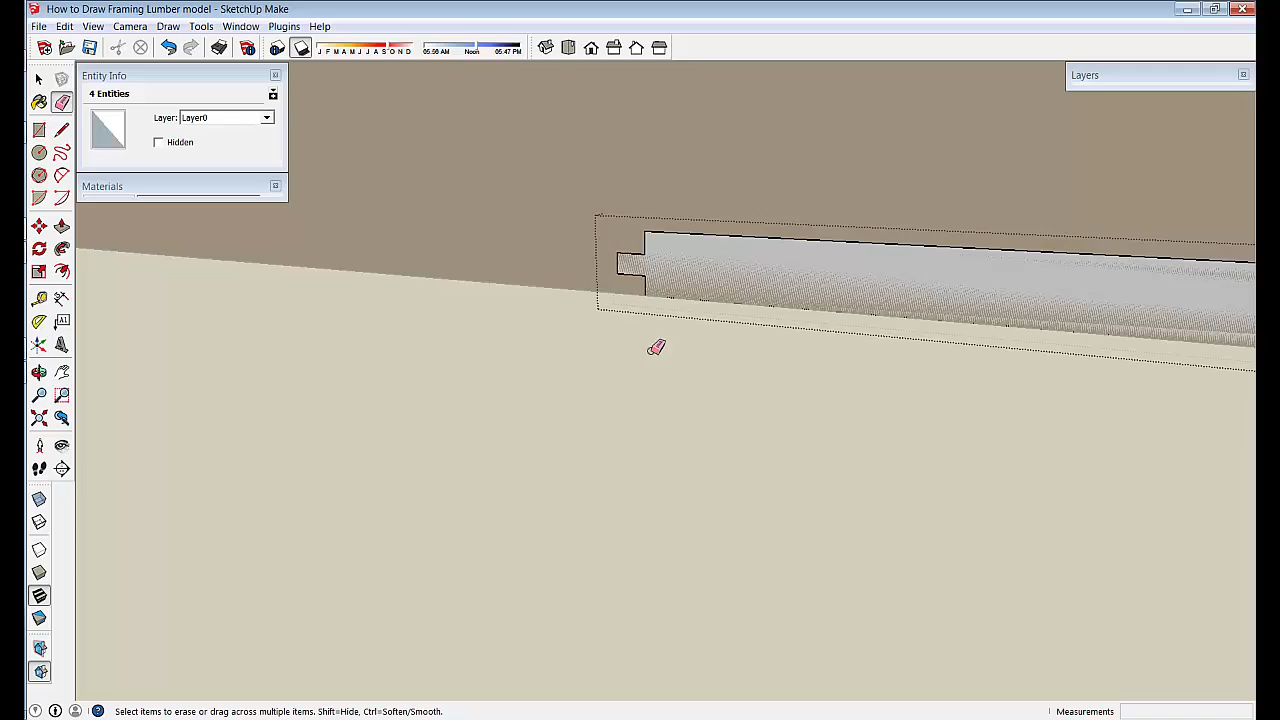 How to Draw Framing Lumber model - SketchUp Make
File Edit View Camera Draw Tools Window Plugins Help
J F M A M J J A S O N D
05:56 AM Noon 05:47 PM
Entity Info
4 Entities
Layer: Layer0
Hidden
Materials
Layers
A1
Select items to erase or drag across multiple items. Shift=Hide, Ctrl=Soften/Smooth.
Measurements